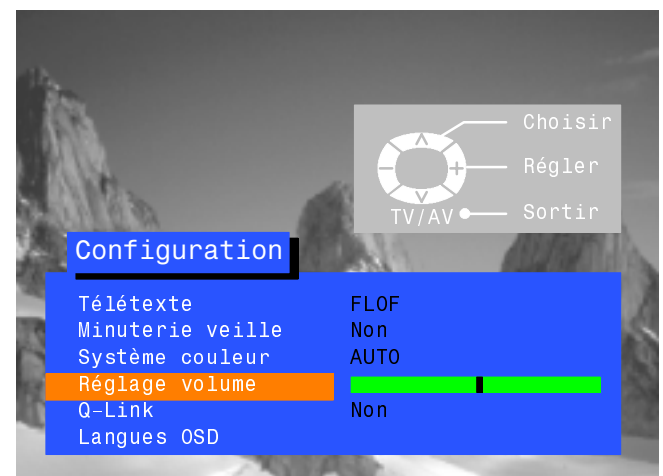 Choisir
Régler
TV/AV Sortir
Configuration
Télétexte FLOF
Minuterie veille Non
Système couleur AUTO
Réglage volume
Q-Link Non
Langues OSD